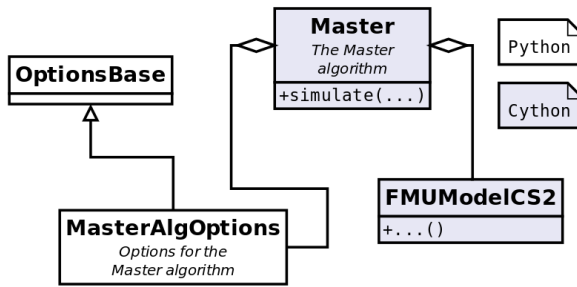 Master
The Master
algorithm
+simulate(...)
Python
Cython
OptionsBase
FMUModelCS2
+...()
MasterAlgOptions
Options for the
Master algorithm